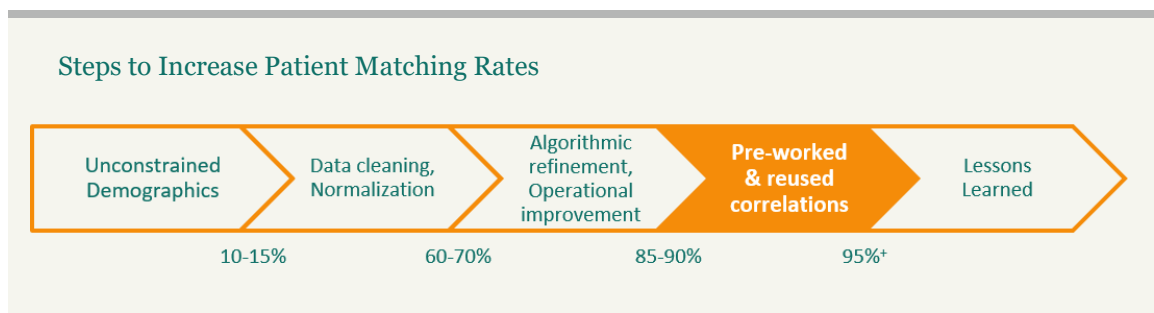 Steps to Increase Patient Matching Rates
Unconstrained
Demographics
Data cleaning,
Normalization
Algorithmic
refinement,
Operational
improvement
Pre-worked
& reused
correlations
Lessons
Learned
10-15%
60-70%
85-90%
95%⁺